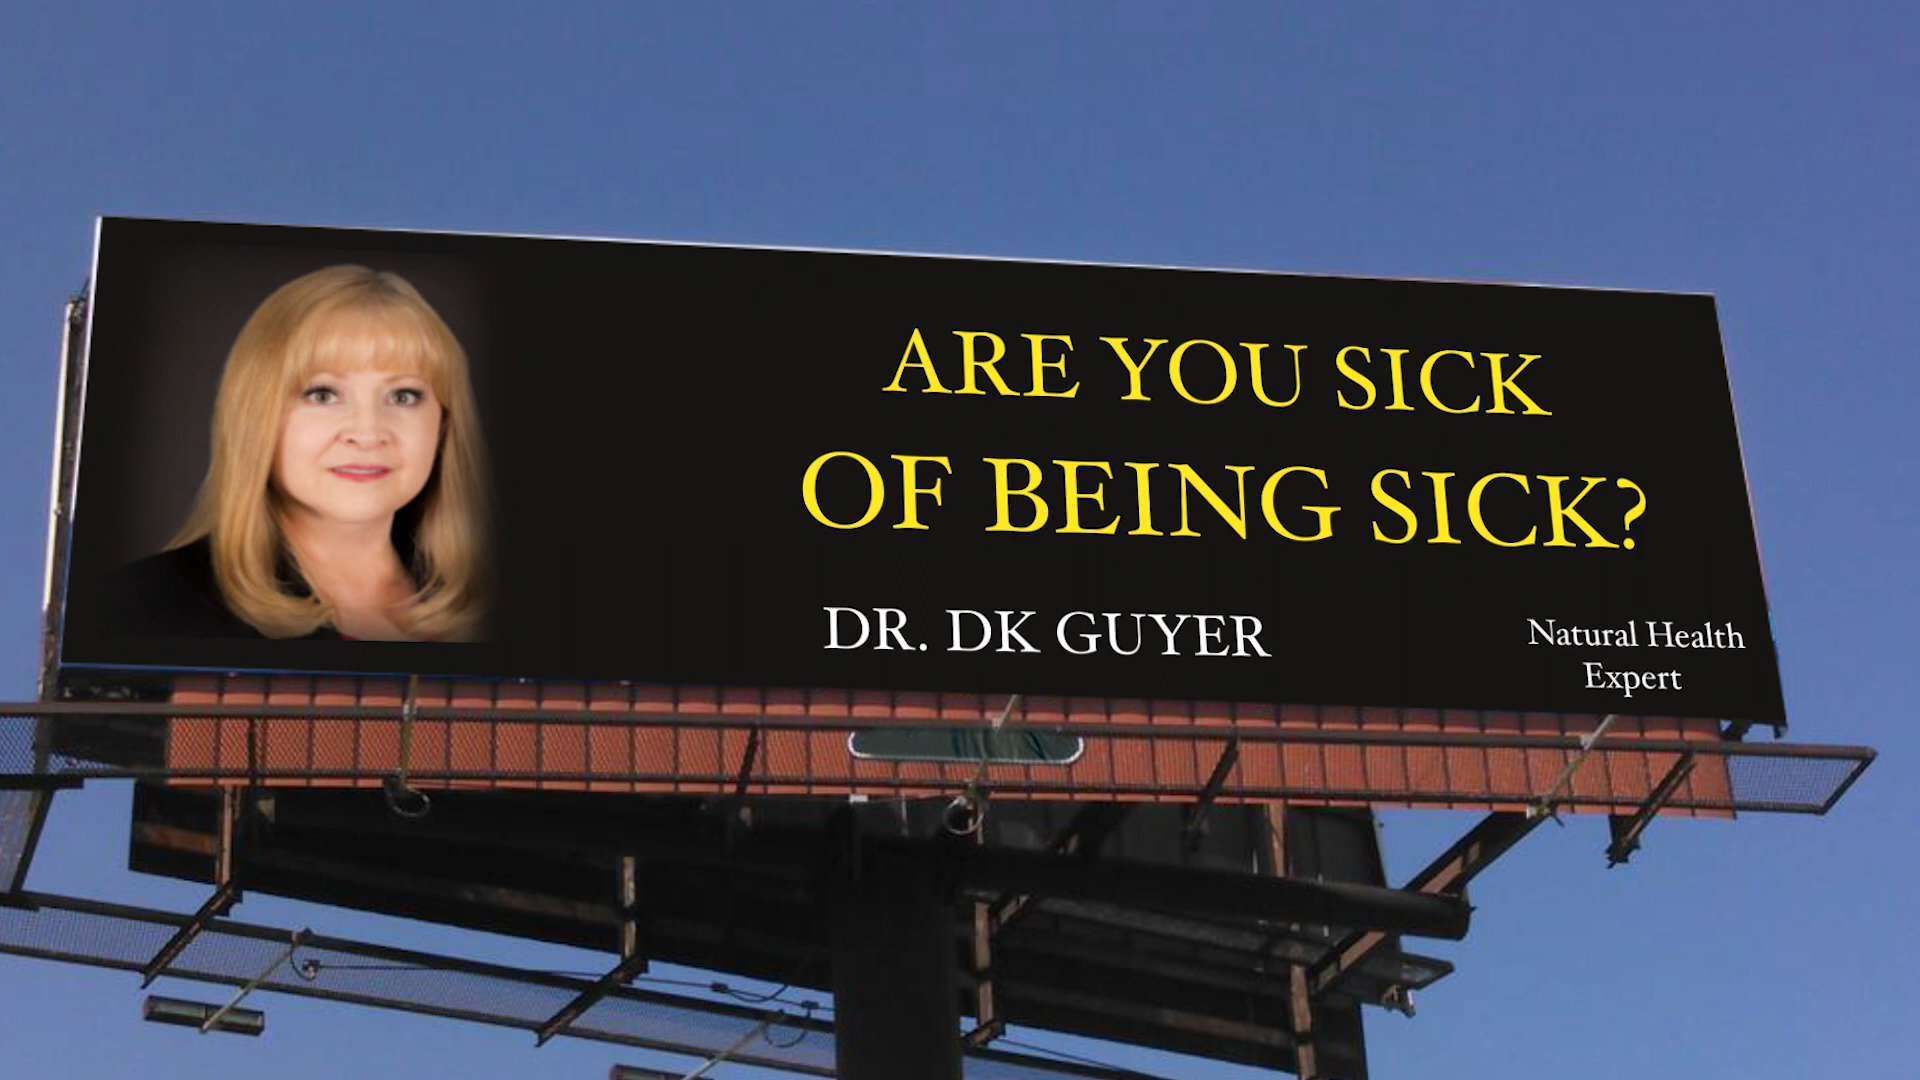 ARE YOU SICK
OF BEING SICK?
DR. DK GUYER
Natural Health
Expert